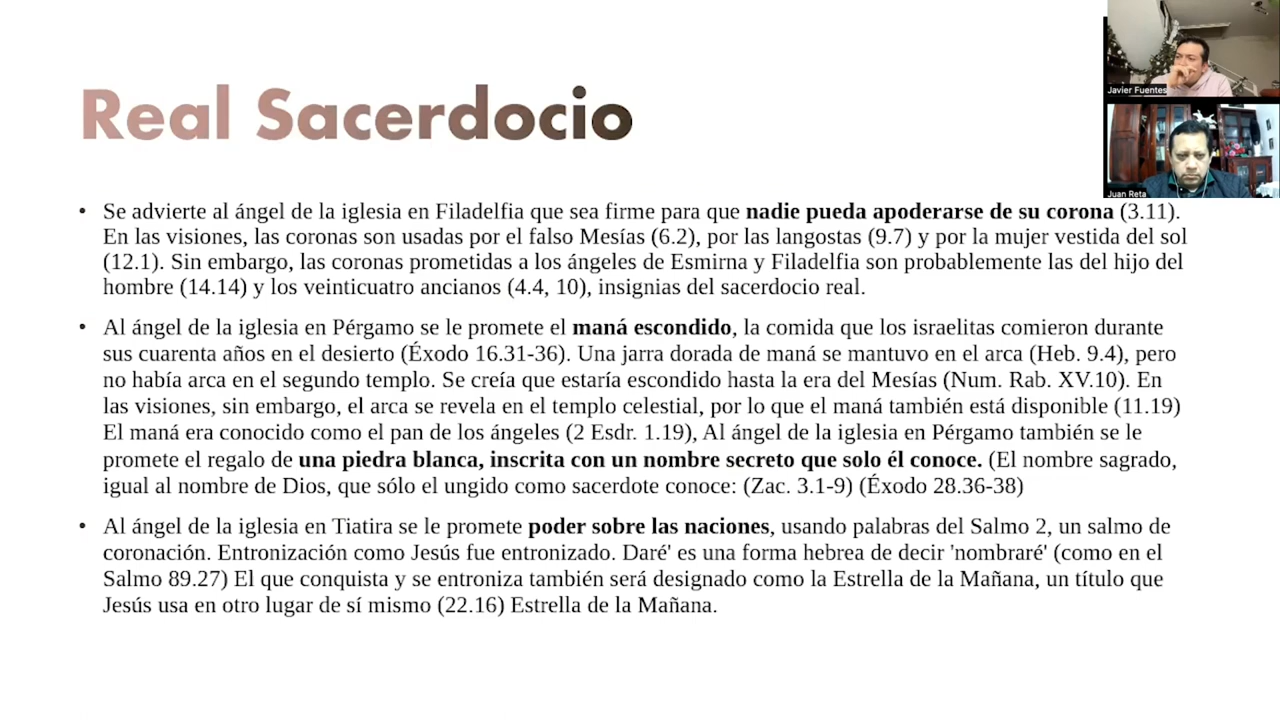 Real Sacerdocio
Javier Fuentes
Juan Reta
• Se advierte al ángel de la iglesia en Filadelfia que sea firme para que nadie pueda apoderarse de su corona (3.11).
En las visiones, las coronas son usadas por el falso Mesías (6.2), por las langostas (9.7) y por la mujer vestida del sol
(12.1). Sin embargo, las coronas prometidas a los ángeles de Esmirna y Filadelfia son probablemente las del hijo del
hombre (14.14) y los veinticuatro ancianos (4.4, 10), insignias del sacerdocio real.
• Al ángel de la iglesia en Pérgamo se le promete el maná escondido, la comida que los israelitas comieron durante
sus cuarenta años en el desierto (Éxodo 16.31-36). Una jarra dorada de maná se mantuvo en el arca (Heb. 9.4), pero
no había arca en el segundo templo. Se creía que estaría escondido hasta la era del Mesías (Num. Rab. XV.10). En
las visiones, sin embargo, el arca se revela en el templo celestial, por lo que el maná también está disponible (11.19)
El maná era conocido como el pan de los ángeles (2 Esdr. 1.19), Al ángel de la iglesia en Pérgamo también se le
promete el regalo de una piedra blanca, inscrita con un nombre secreto que solo él conoce. (El nombre sagrado,
igual al nombre de Dios, que sólo el ungido como sacerdote conoce: (Zac. 3.1-9) (Éxodo 28.36-38)
• Al ángel de la iglesia en Tiatira se le promete poder sobre las naciones, usando palabras del Salmo 2, un salmo de
coronación. Entronización como Jesús fue entronizado. Daré' es una forma hebrea de decir 'nombraré' (como en el
Salmo 89.27) El que conquista y se entroniza también será designado como la Estrella de la Mañana, un título que
Jesús usa en otro lugar de sí mismo (22.16) Estrella de la Mañana.